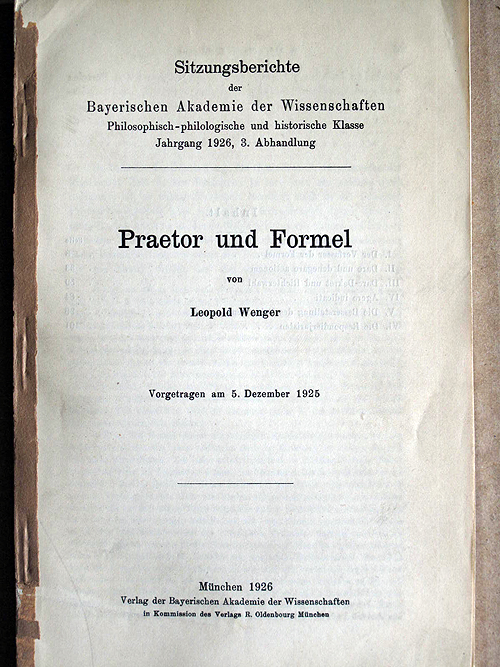 Sitzungsberichte
der
Bayerischen Akademie der Wissenschaften
Philosophisch-philologische und historische Klasse
Jahrgang 1926, 3. Abhandlung
Praetor und Formel
von
Leopold Wenger
Vorgetragen am 5. Dezember 1925
München 1926
Verlag der Bayerischen Akademie der Wissenschaften
in Kommission des Verlags R. Oldenbourg München